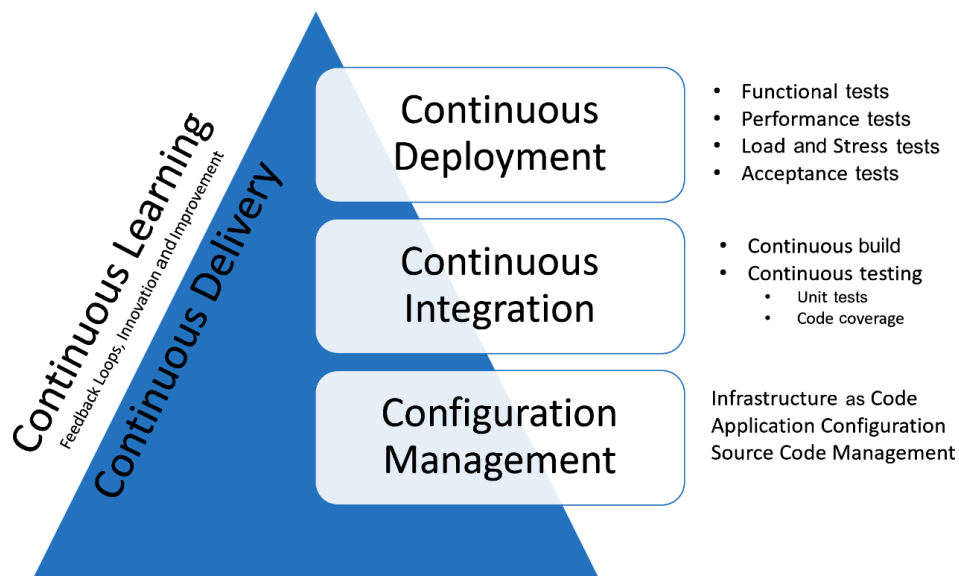 Continuous Learning
Feedback Loops, Innovation and Improvement
Continuous Delivery
Continuous
Deployment
• Functional tests
• Performance tests
• Load and Stress tests
• Acceptance tests
Continuous
Integration
• Continuous build
• Continuous testing
• Unit tests
• Code coverage
Configuration
Management
Infrastructure as Code
Application Configuration
Source Code Management